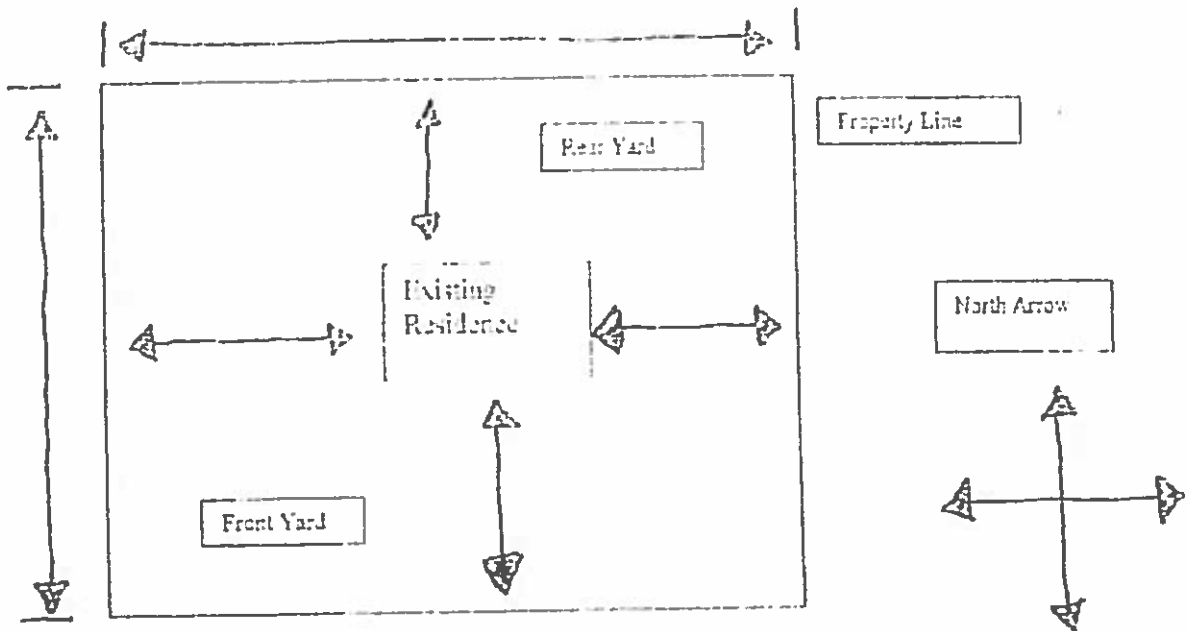 Property Line
Rear Yard
Existing
Residence
North Arrow
Front Yard